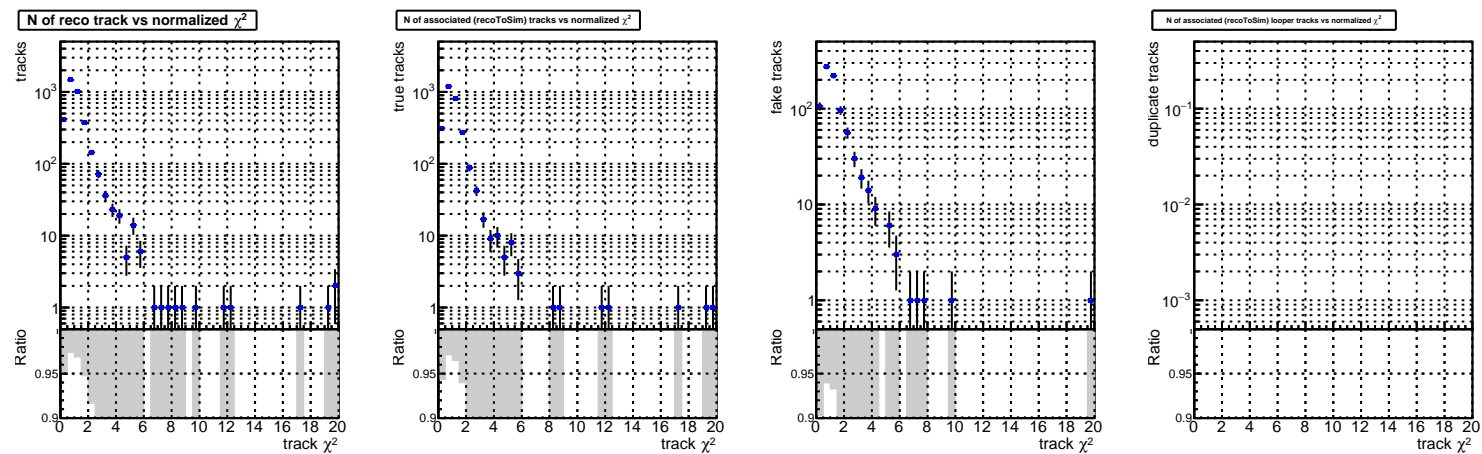 N of reco track vs normalized χ²
tracks
10³
10²
10
1
Ratio
1
0.95
0.9
0 2 4 6 8 10 12 14 16 18 20
track χ²
N of associated (recoToSim) tracks vs normalized χ²
true tracks
10³
10²
10
1
Ratio
1
0.95
0.9
0 2 4 6 8 10 12 14 16 18 20
track χ²
fake tracks
10²
10
1
Ratio
1
0.95
0.9
0 2 4 6 8 10 12 14 16 18 20
track χ²
N of associated (recoToSim) looper tracks vs normalized χ²
duplicate tracks
10⁻¹
10⁻²
10⁻³
Ratio
1
0.95
0.9
0 2 4 6 8 10 12 14 16 18 20
track χ²